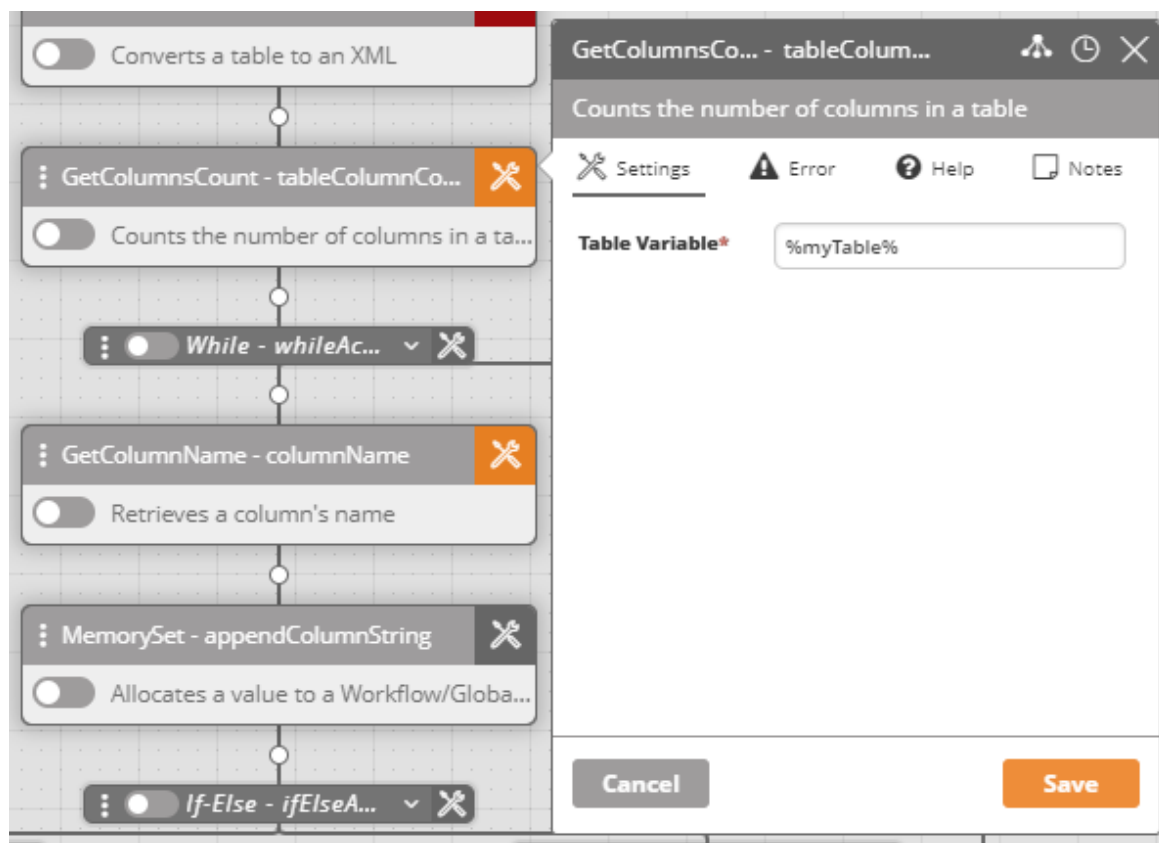 Converts a table to an XML
GetColumnsCount - tableColumnCo...
Counts the number of columns in a ta...
While - whileAc...
GetColumnName - columnName
Retrieves a column's name
MemorySet - appendColumnString
Allocates a value to a Workflow/Globa...
If-Else - ifElseA...
GetColumnsCo... - tableColum...
Counts the number of columns in a table
Settings Error Help Notes
Table Variable* %myTable%
Cancel Save